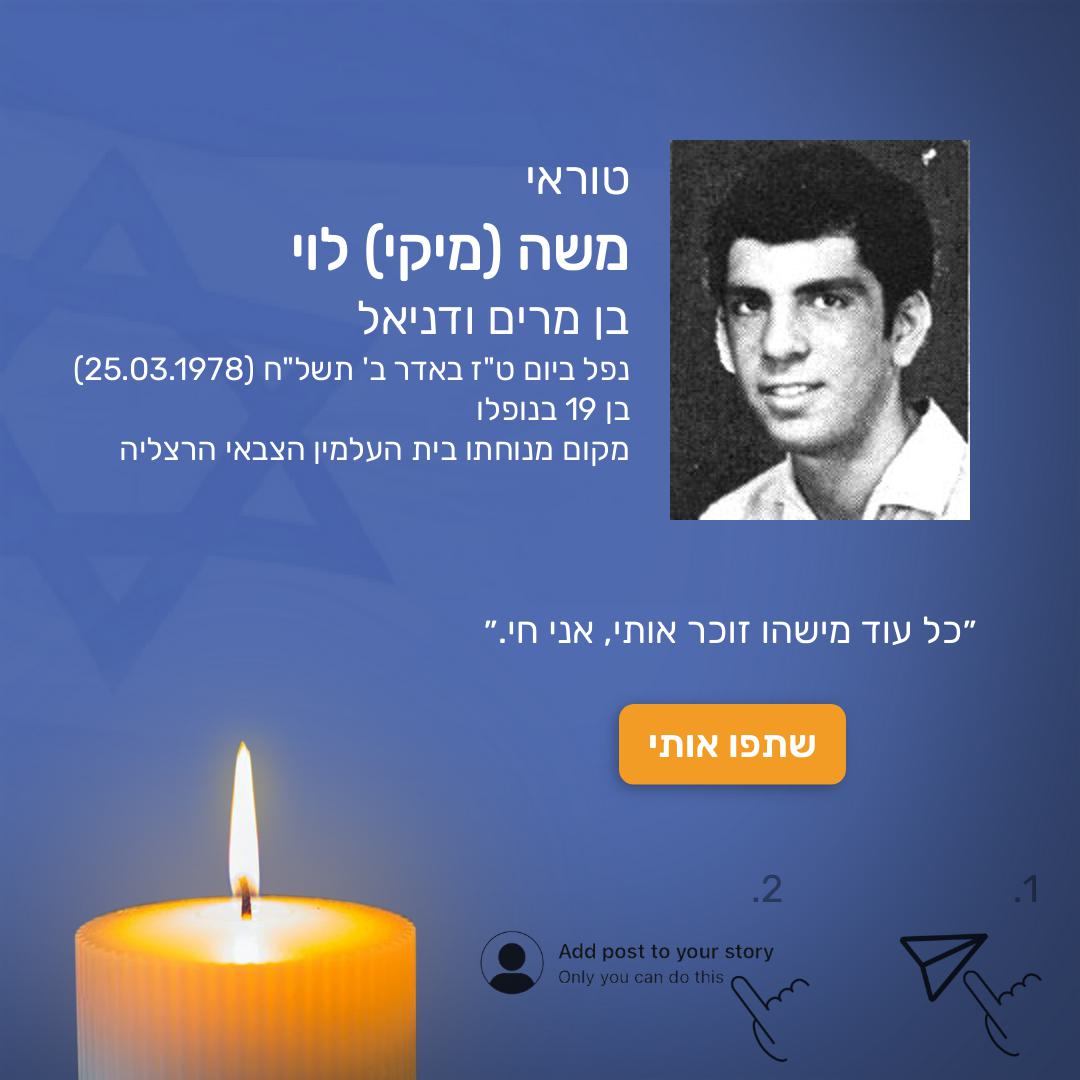 טוראי
משה (מיקי) לוי
בן מרים ודניאל
נפל ביום ט"ז באדר ב' תשל"ח (25.03.1978)
בן 19 בנופלו
מקום מנוחתו בית העלמין הצבאי הרצליה
״כל עוד מישהו זוכר אותי, אני חי.״
שתפו אותי
.1
.2
Add post to your story
Only you can do this